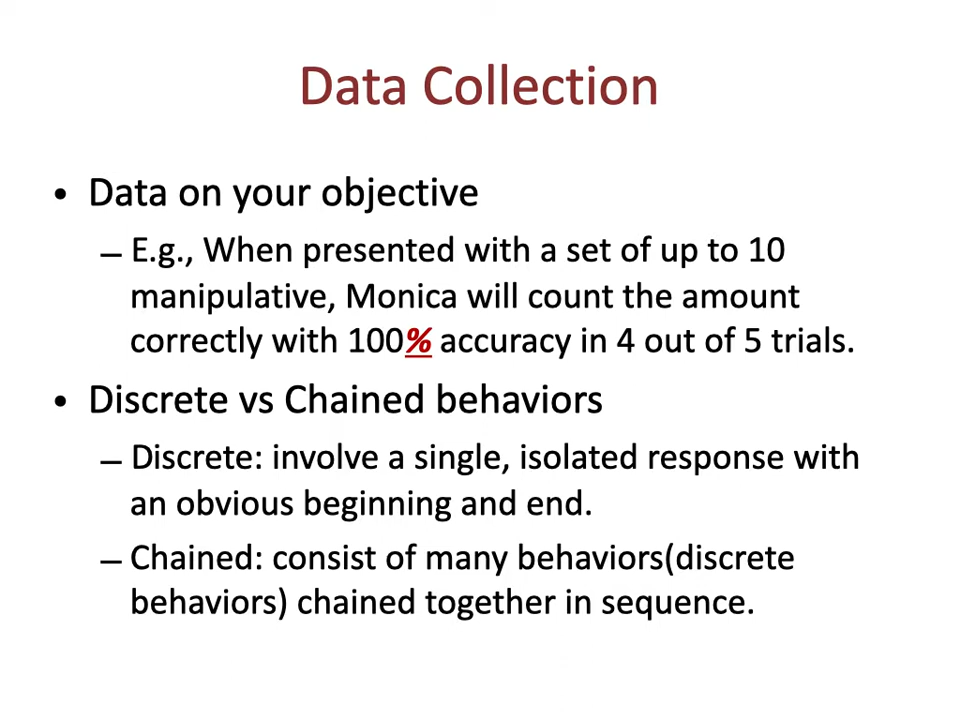 Data Collection
• Data on your objective
– E.g., When presented with a set of up to 10
manipulative, Monica will count the amount
correctly with 100% accuracy in 4 out of 5 trials.
• Discrete vs Chained behaviors
– Discrete: involve a single, isolated response with
an obvious beginning and end.
– Chained: consist of many behaviors(discrete
behaviors) chained together in sequence.